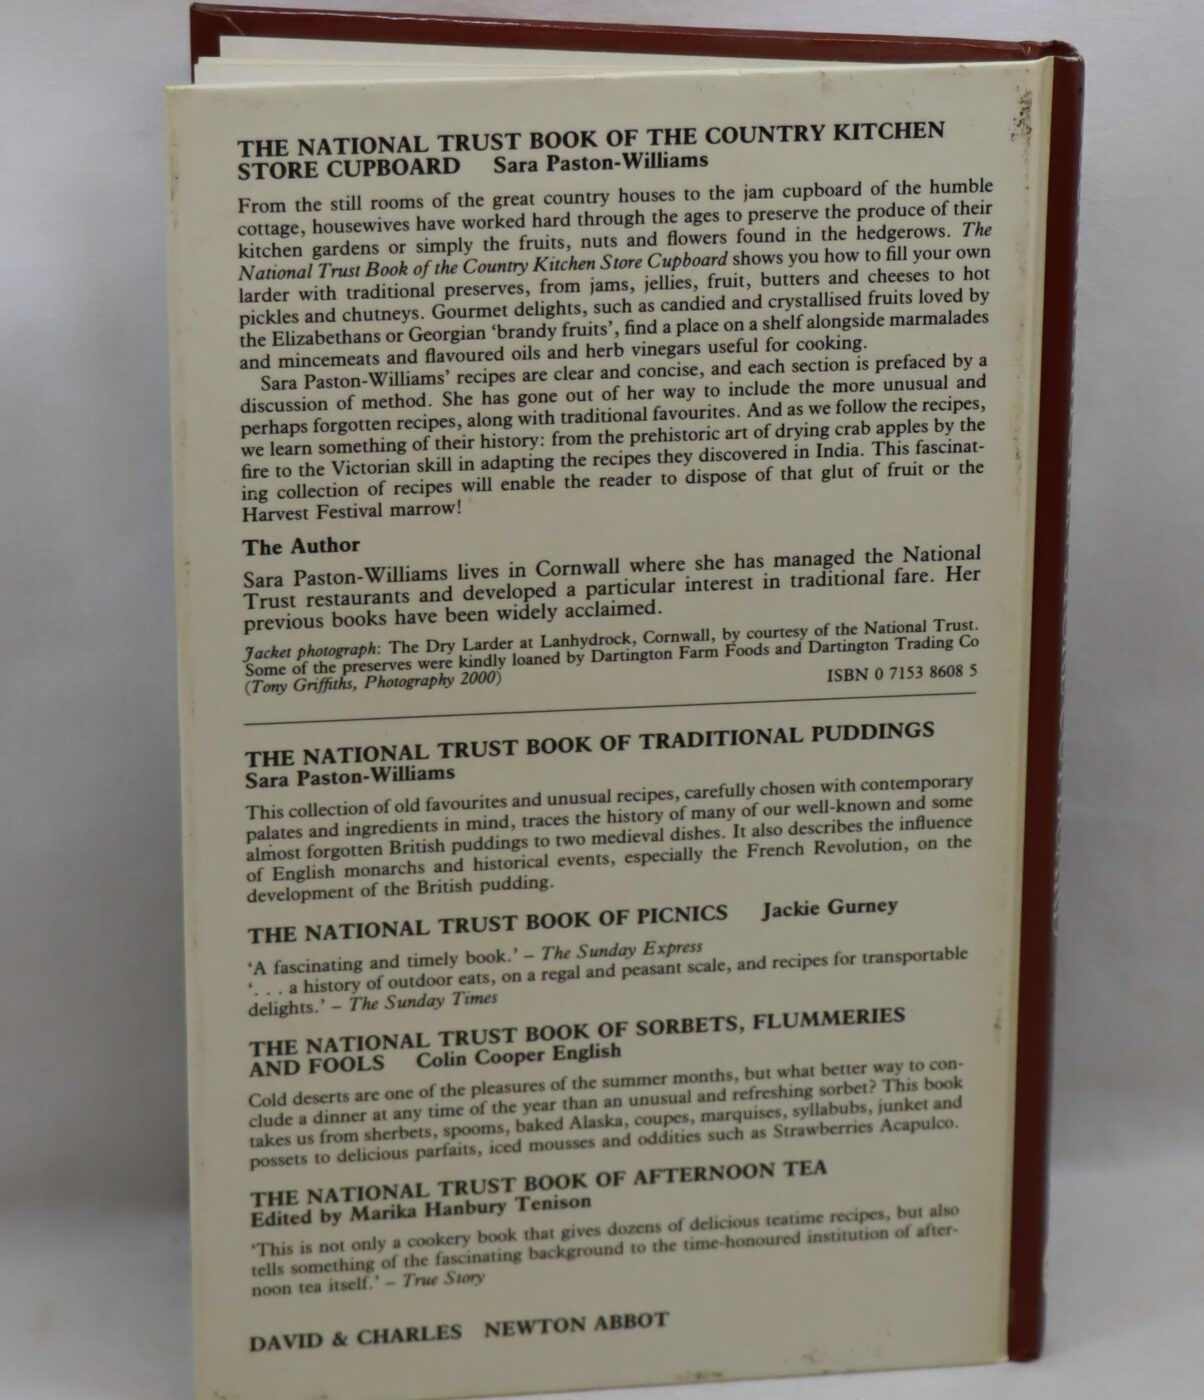 THE NATIONAL TRUST BOOK OF THE COUNTRY KITCHEN
STORE CUPBOARD Sara Paston-Williams
From the still rooms of the great country houses to the jam cupboard of the humble
cottage, housewives have worked hard through the ages to preserve the produce of their
kitchen gardens or simply the fruits, nuts and flowers found in the hedgerows. The
National Trust Book of the Country Kitchen Store Cupboard shows you how to fill your own
larder with traditional preserves, from jams, jellies, fruit, butters and cheeses to hot
pickles and chutneys. Gourmet delights, such as candied and crystallised fruits loved by
the Elizabethans or Georgian ‘brandy fruits’, find a place on a shelf alongside marmalades
and mincemeats and flavoured oils and herb vinegars useful for cooking.
Sara Paston-Williams’ recipes are clear and concise, and each section is prefaced by a
discussion of method. She has gone out of her way to include the more unusual and
perhaps forgotten recipes, along with traditional favourites. And as we follow the recipes,
we learn something of their history: from the prehistoric art of drying crab apples by the
fire to the Victorian skill in adapting the recipes they discovered in India. This fascinat-
ing collection of recipes will enable the reader to dispose of that glut of fruit or the
Harvest Festival marrow!
The Author
Sara Paston-Williams lives in Cornwall where she has managed the National
Trust restaurants and developed a particular interest in traditional fare. Her
previous books have been widely acclaimed.
Jacket photograph: The Dry Larder at Lanhydrock, Cornwall, by courtesy of the National Trust.
Some of the preserves were kindly loaned by Dartington Farm Foods and Dartington Trading Co
(Tony Griffiths, Photography 2000) ISBN 0 7153 8608 5
THE NATIONAL TRUST BOOK OF TRADITIONAL PUDDINGS
Sara Paston-Williams
This collection of old favourites and unusual recipes, carefully chosen with contemporary
palates and ingredients in mind, traces the history of many of our well-known and some
almost forgotten British puddings to two medieval dishes. It also describes the influence
of English monarchs and historical events, especially the French Revolution, on the
development of the British pudding.
THE NATIONAL TRUST BOOK OF PICNICS Jackie Gurney
‘A fascinating and timely book.’ – The Sunday Express
‘. . . a history of outdoor eats, on a regal and peasant scale, and recipes for transportable
delights.’ – The Sunday Times
THE NATIONAL TRUST BOOK OF SORBETS, FLUMMERIES
AND FOOLS Colin Cooper English
Cold deserts are one of the pleasures of the summer months, but what better way to con-
clude a dinner at any time of the year than an unusual and refreshing sorbet? This book
takes us from sherbets, spooms, baked Alaska, coupes, marquises, syllabubs, junket and
possets to delicious parfaits, iced mousses and oddities such as Strawberries Acapulco.
THE NATIONAL TRUST BOOK OF AFTERNOON TEA
Edited by Marika Hanbury Tenison
‘This is not only a cookery book that gives dozens of delicious teatime recipes, but also
tells something of the fascinating background to the time-honoured institution of after-
noon tea itself.’ – True Story
DAVID & CHARLES NEWTON ABBOT